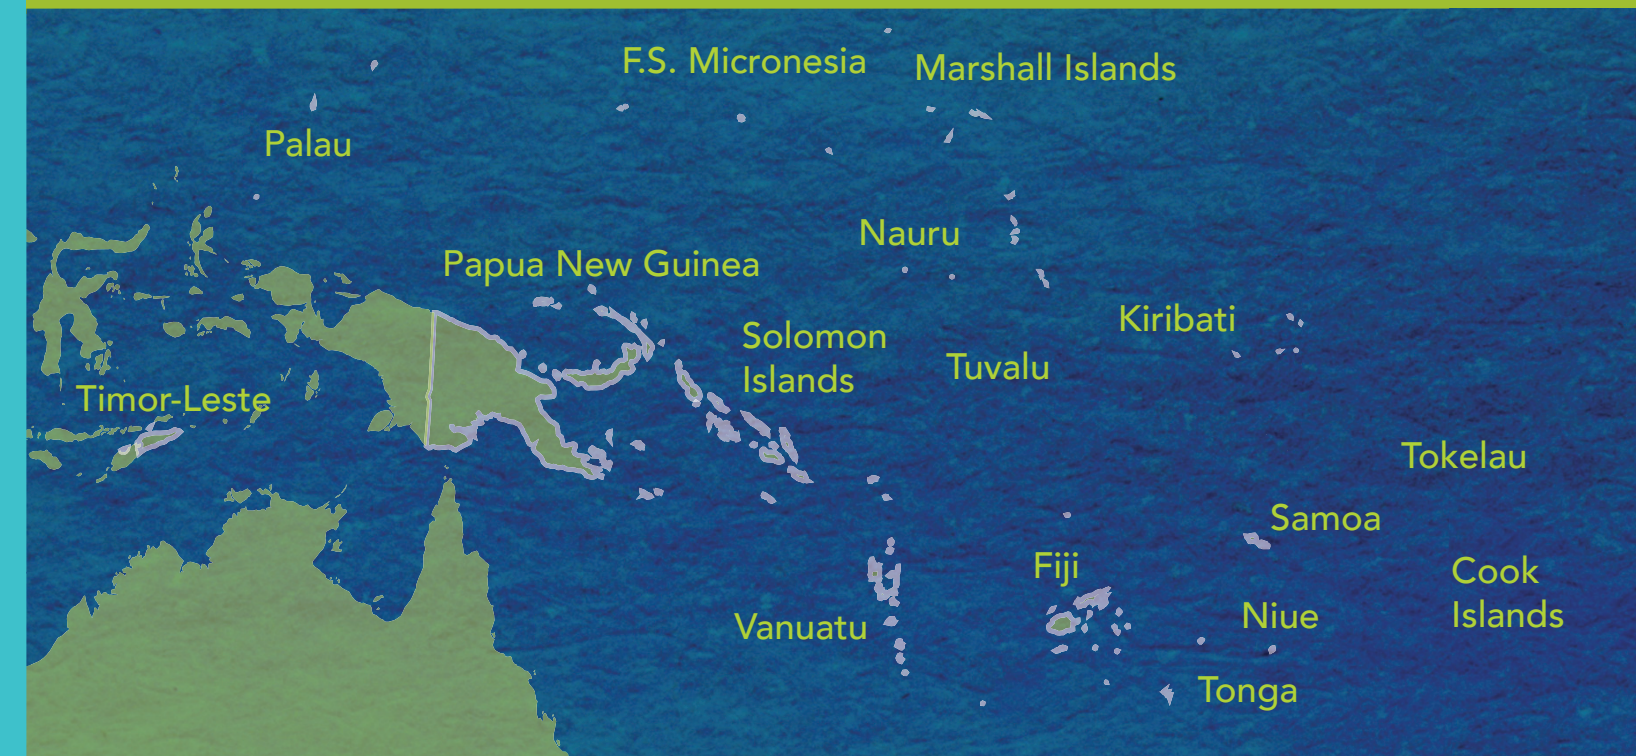 F.S. Micronesia
Marshall Islands
Palau
Nauru
Papua New Guinea
Kiribati
Solomon
Islands
Tuvalu
Timor-Leste
Tokelau
Samoa
Fiji
Cook
Islands
Niue
Vanuatu
Tonga